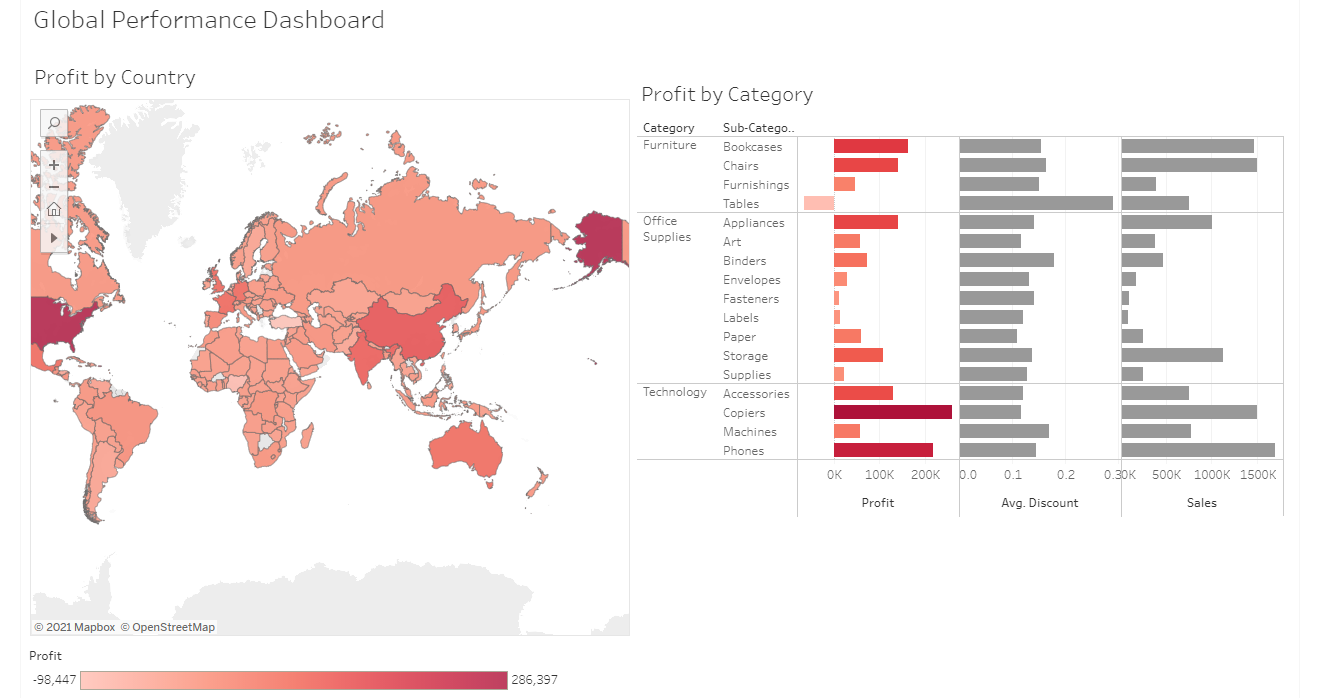 Global Performance Dashboard
Profit by Country
© 2021 Mapbox © OpenStreetMap
Profit
-98,447 286,397
Profit by Category
Category Sub-Catego..
Furniture Bookcases
Chairs
Furnishings
Tables
Office Supplies Appliances
Art
Binders
Envelopes
Fasteners
Labels
Paper
Storage
Supplies
Technology Accessories
Copiers
Machines
Phones
0K 100K 200K 0.0 0.1 0.2 0.3 0K 500K 1000K 1500K
Profit Avg. Discount Sales